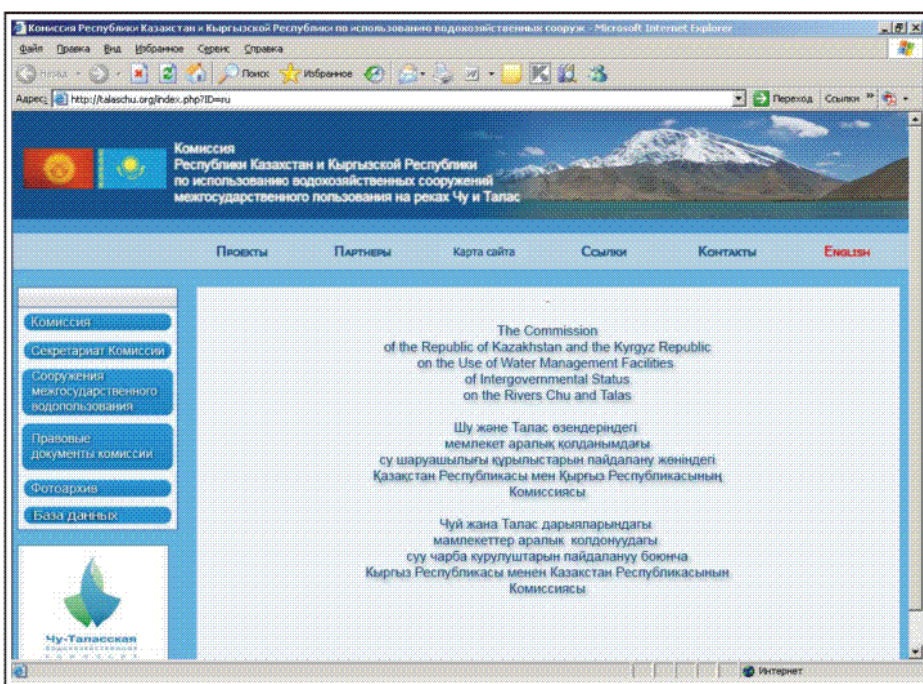 Комиссия Республики Казахстан и Кыргызской Республики по использованию водохозяйственных сооруж - Microsoft Internet Explorer
Файл Правка Вид Избранное Сервис Справка
Назад Поиск Избранное
Адрес: http://talaschu.org/index.php?ID=ru Переход Ссылки »
Комиссия
Республики Казахстан и Кыргызской Республики
по использованию водохозяйственных сооружений
межгосударственного пользования на реках Чу и Талас
Проекты Партнеры Карта сайта Ссылки Контакты English
Комиссия
Секретариат Комиссии
Сооружения
межгосударственного
водопользования
Правовые
документы комиссии
Фотоархив
База данных
The Commission
of the Republic of Kazakhstan and the Kyrgyz Republic
on the Use of Water Management Facilities
of Intergovernmental Status
on the Rivers Chu and Talas
Шу және Талас өзендеріндегі
мемлекет аралық қолданымдағы
су шаруашылығы құрылыстарын пайдалану жөніндегі
Қазақстан Республикасы мен Қырғыз Республикасының
Комиссиясы
Чуй жана Талас дарыяларындагы
мамлекеттер аралык колдонуудагы
суу чарба курулуштарын пайдалануу боюнча
Кыргыз Республикасы менен Казакстан Республикасынын
Комиссиясы
Чу-Таласская
водохозяйственная
комиссия
Интернет